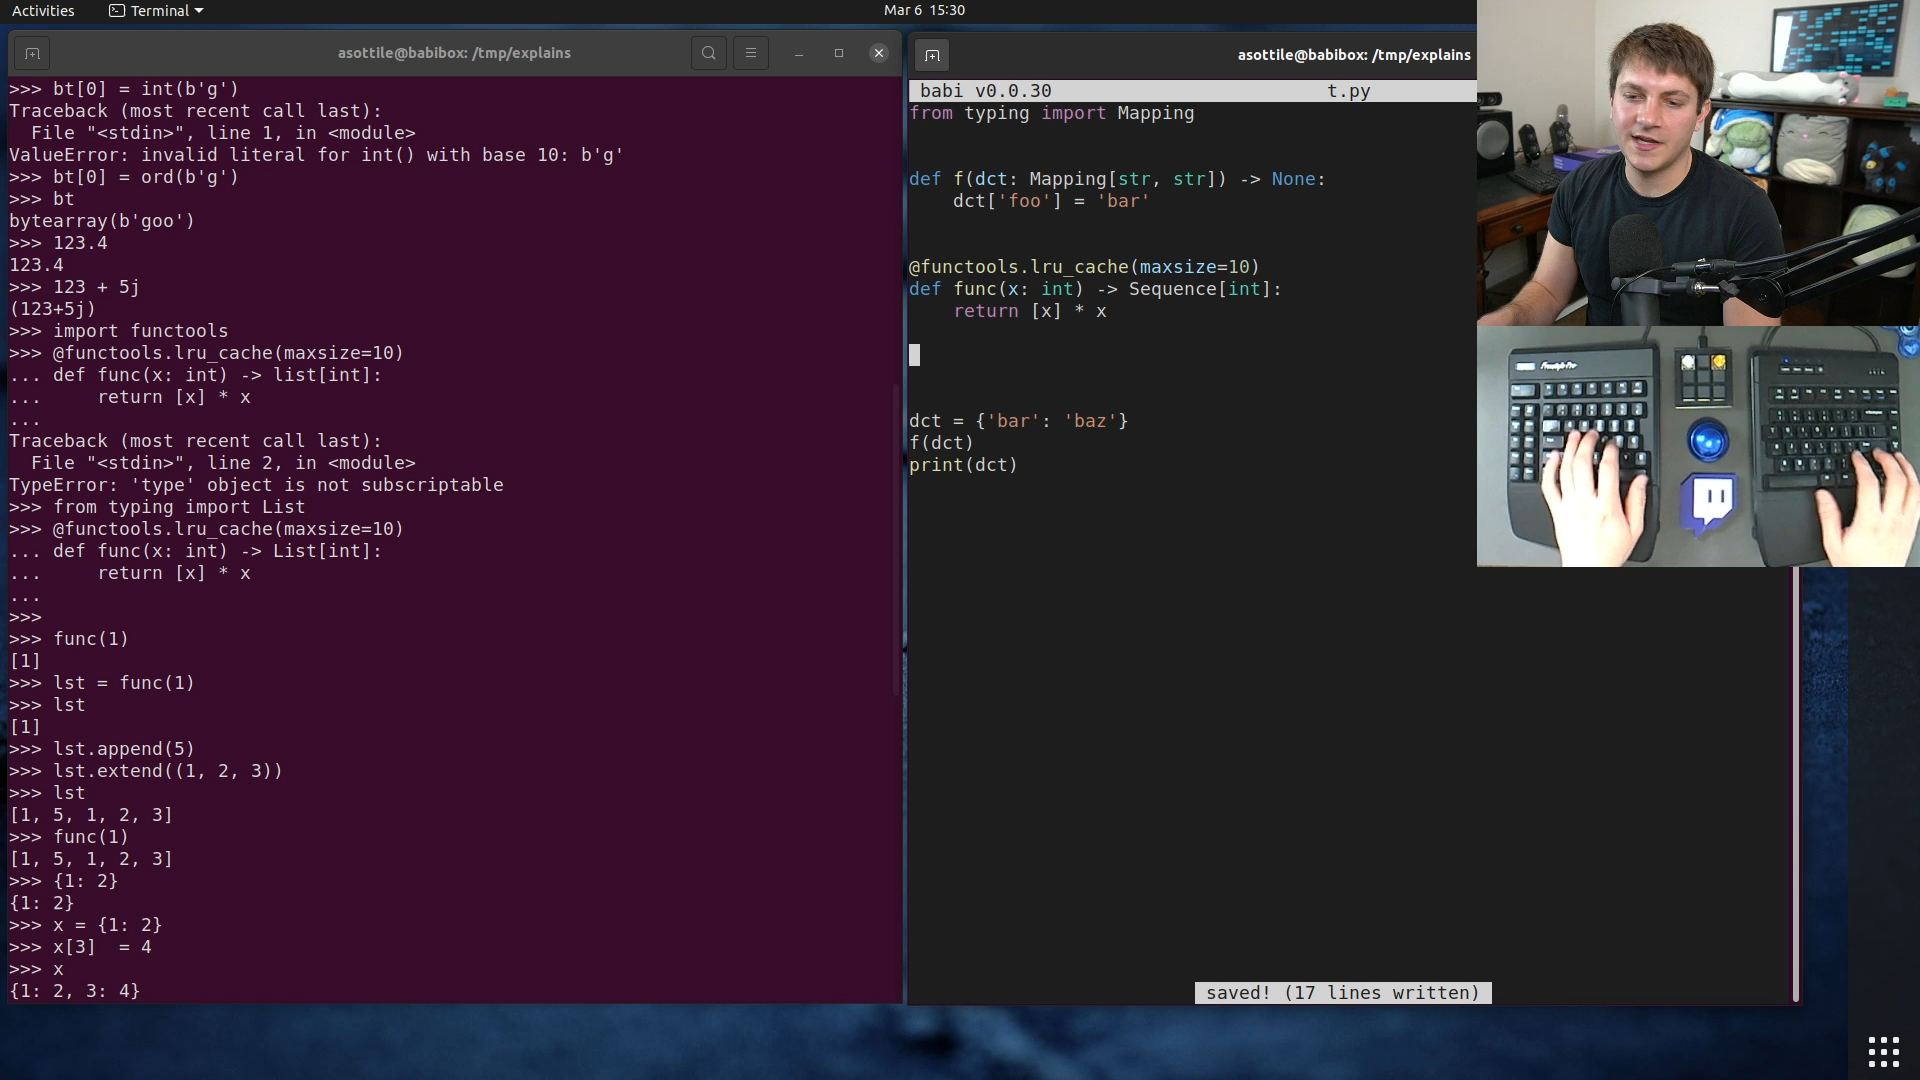 Activities
Terminal
Mar 6 15:30
asottile@babibox: /tmp/explains
>>> bt[0] = int(b'g')
Traceback (most recent call last):
  File "<stdin>", line 1, in <module>
ValueError: invalid literal for int() with base 10: b'g'
>>> bt[0] = ord(b'g')
>>> bt
bytearray(b'goo')
>>> 123.4
123.4
>>> 123 + 5j
(123+5j)
>>> import functools
>>> @functools.lru_cache(maxsize=10)
... def func(x: int) -> list[int]:
...     return [x] * x
...
Traceback (most recent call last):
  File "<stdin>", line 2, in <module>
TypeError: 'type' object is not subscriptable
>>> from typing import List
>>> @functools.lru_cache(maxsize=10)
... def func(x: int) -> List[int]:
...     return [x] * x
...
>>>
>>> func(1)
[1]
>>> lst = func(1)
>>> lst
[1]
>>> lst.append(5)
>>> lst.extend((1, 2, 3))
>>> lst
[1, 5, 1, 2, 3]
>>> func(1)
[1, 5, 1, 2, 3]
>>> {1: 2}
{1: 2}
>>> x = {1: 2}
>>> x[3]  = 4
>>> x
{1: 2, 3: 4}
asottile@babibox: /tmp/explains
babi v0.0.30 t.py
from typing import Mapping
def f(dct: Mapping[str, str]) -> None:
    dct['foo'] = 'bar'
@functools.lru_cache(maxsize=10)
def func(x: int) -> Sequence[int]:
    return [x] * x
dct = {'bar': 'baz'}
f(dct)
print(dct)
saved! (17 lines written)
Freestyle Pro